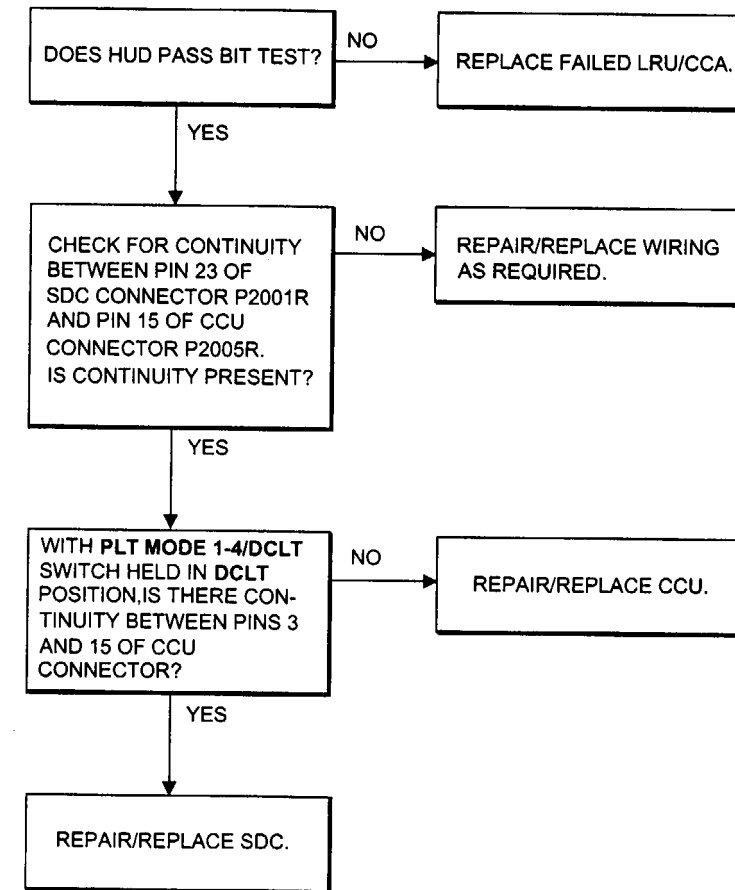 DOES HUD PASS BIT TEST?
NO
REPLACE FAILED LRU/CCA.
YES
CHECK FOR CONTINUITY
BETWEEN PIN 23 OF
SDC CONNECTOR P2001R
AND PIN 15 OF CCU
CONNECTOR P2005R.
IS CONTINUITY PRESENT?
NO
REPAIR/REPLACE WIRING
AS REQUIRED.
YES
WITH PLT MODE 1-4/DCLT
SWITCH HELD IN DCLT
POSITION,IS THERE CON-
TINUITY BETWEEN PINS 3
AND 15 OF CCU
CONNECTOR?
NO
REPAIR/REPLACE CCU.
YES
REPAIR/REPLACE SDC.